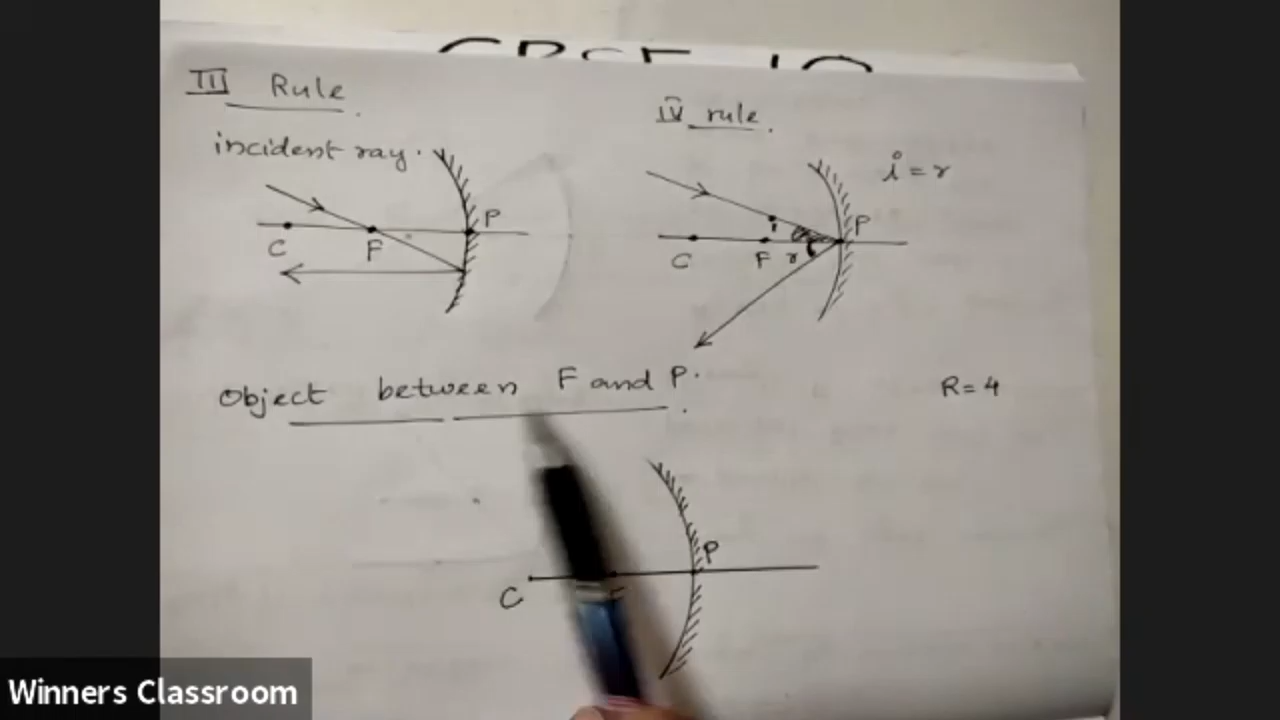 III Rule
incident ray.
C
F
P
IV rule.
i = r
i
C
F
r
P
Object between F and P.
R = 4
C
P
Winners Classroom